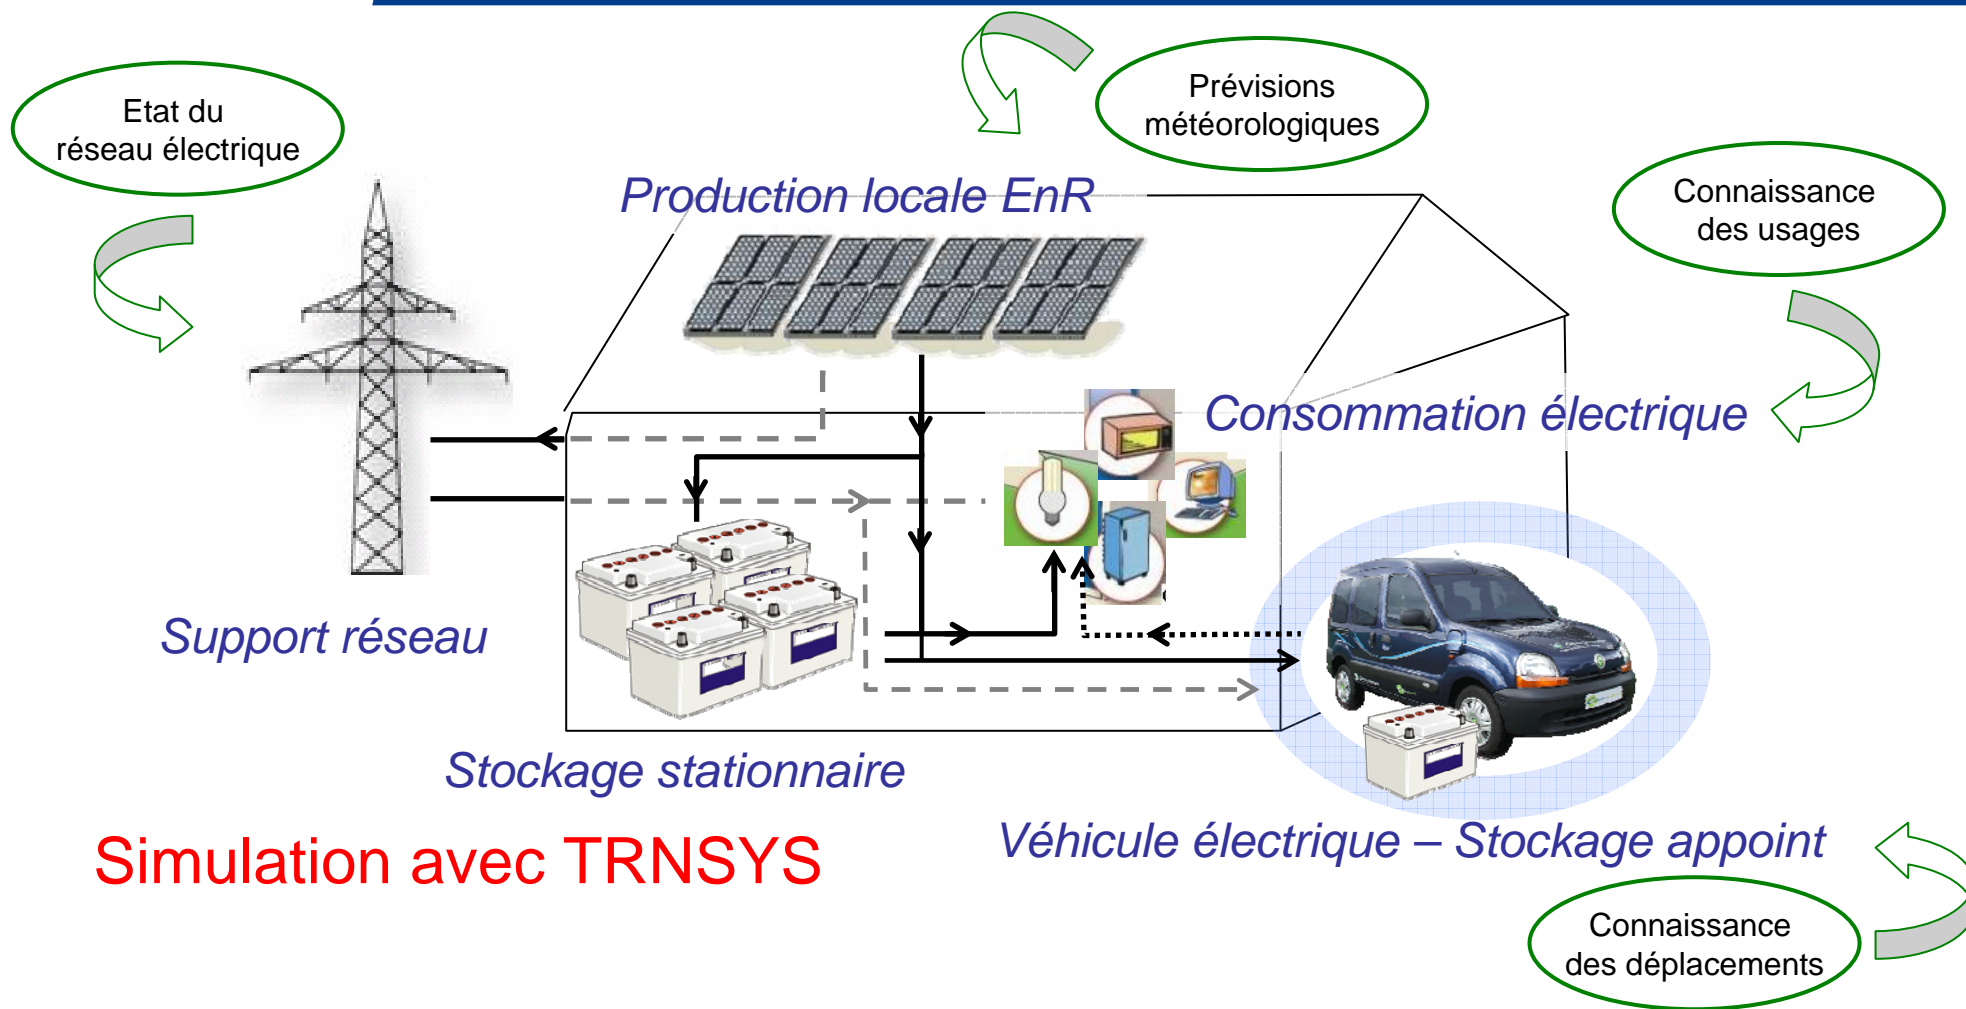 Etat du
réseau électrique
Prévisions
météorologiques
Connaissance
des usages
Production locale EnR
Consommation électrique
Support réseau
Stockage stationnaire
Simulation avec TRNSYS
Véhicule électrique – Stockage appoint
Connaissance
des déplacements